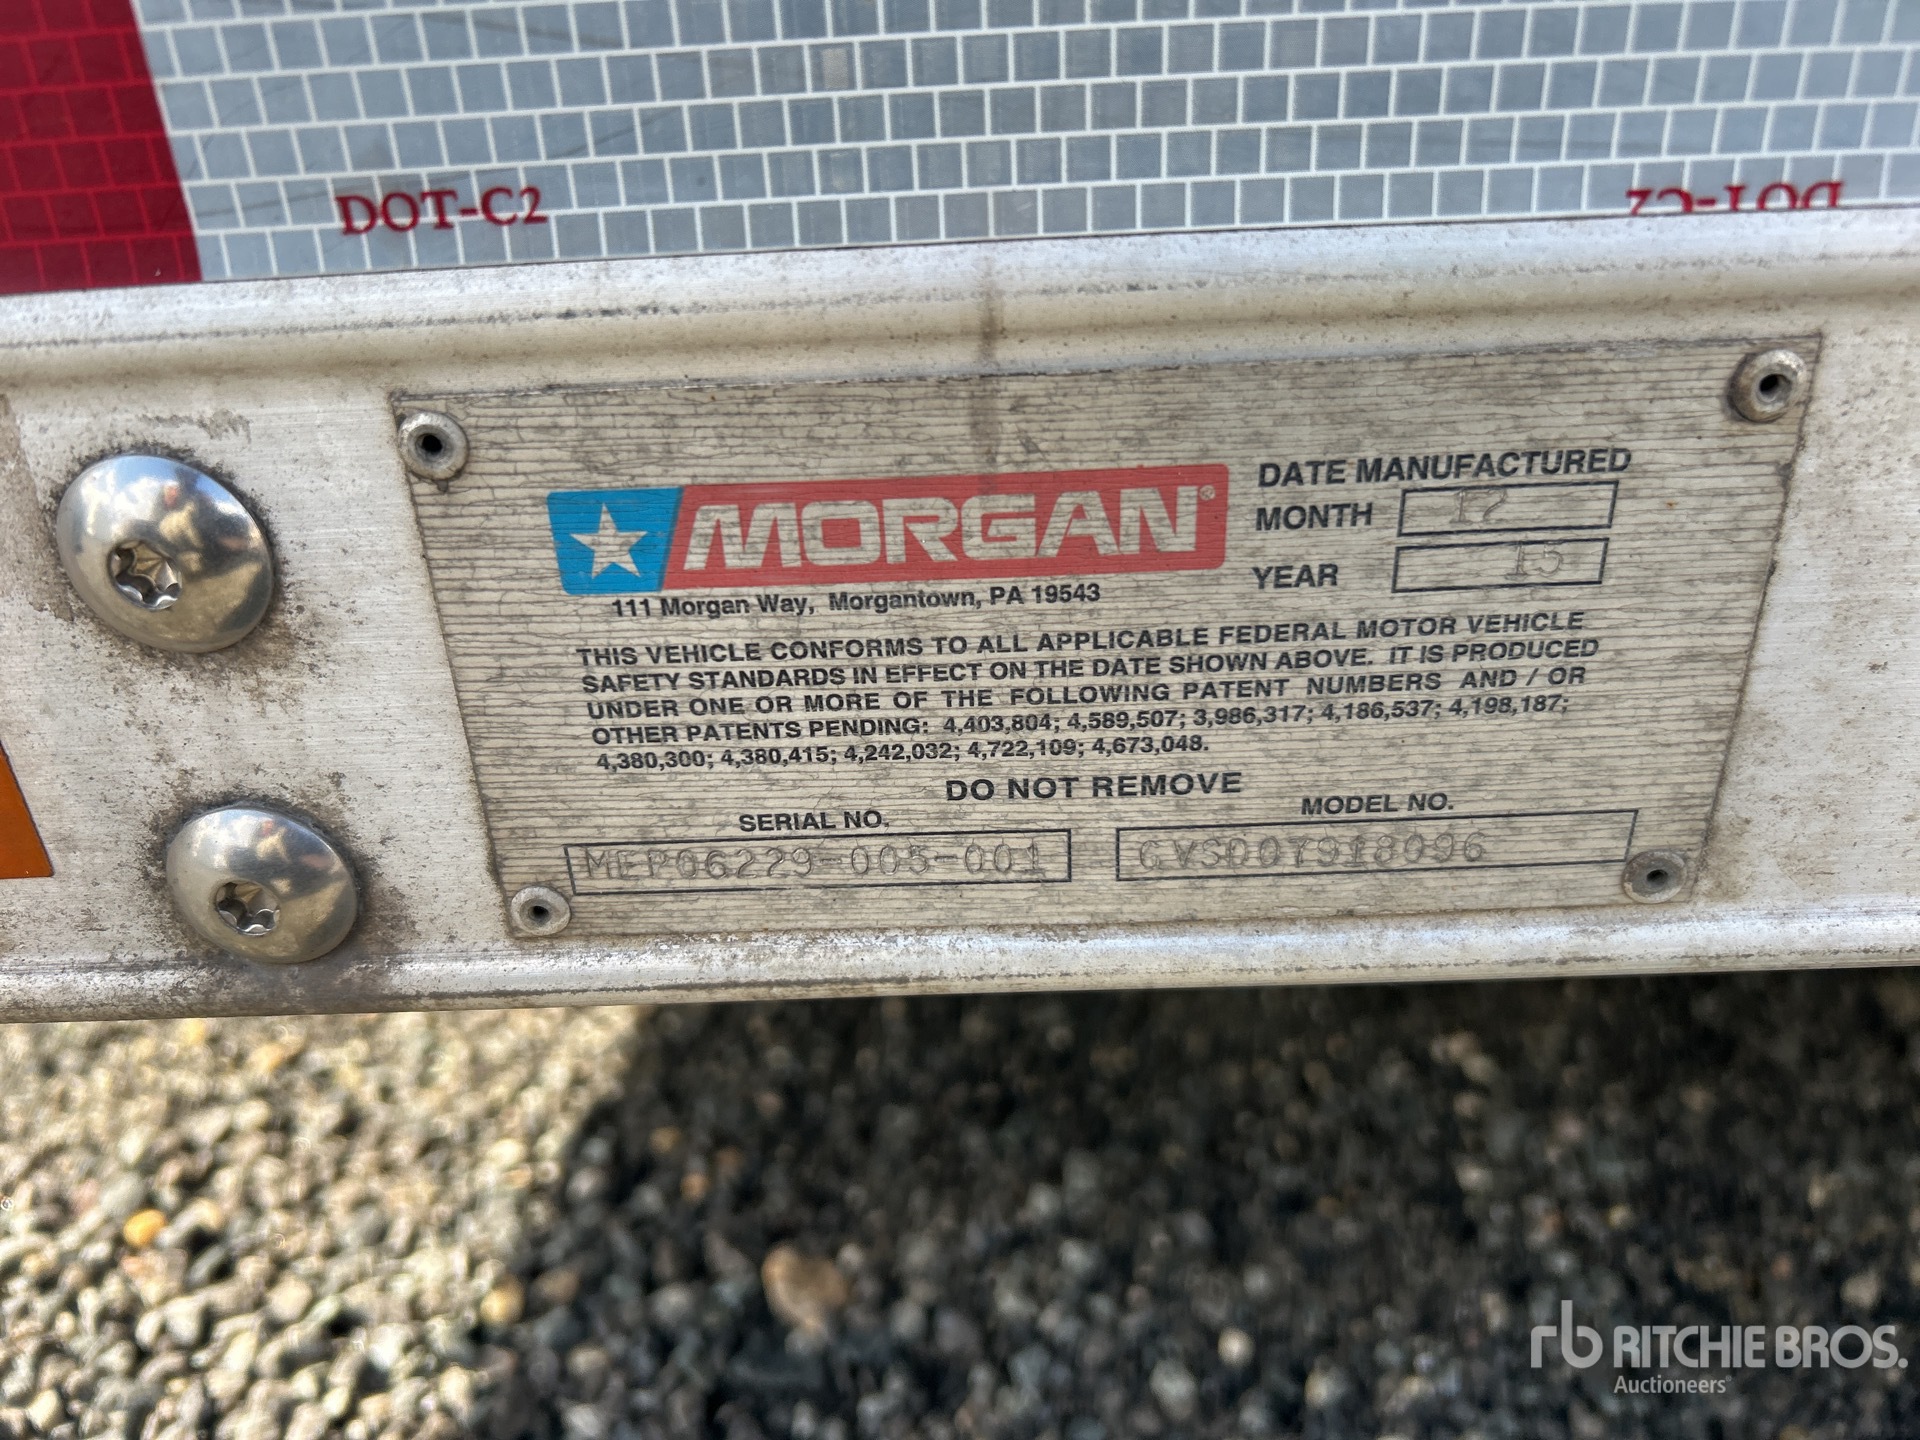 DOT-C2
DOT-C2
MORGAN®
111 Morgan Way, Morgantown, PA 19543
DATE MANUFACTURED
MONTH 12
YEAR 15
THIS VEHICLE CONFORMS TO ALL APPLICABLE FEDERAL MOTOR VEHICLE
SAFETY STANDARDS IN EFFECT ON THE DATE SHOWN ABOVE. IT IS PRODUCED
UNDER ONE OR MORE OF THE FOLLOWING PATENT NUMBERS AND / OR
OTHER PATENTS PENDING: 4,403,804; 4,589,507; 3,986,317; 4,186,537; 4,198,187;
4,380,300; 4,380,415; 4,242,032; 4,722,109; 4,673,048.
DO NOT REMOVE
SERIAL NO.
MEP06229-005-001
MODEL NO.
GVSD07918096
rb RITCHIE BROS.
Auctioneers